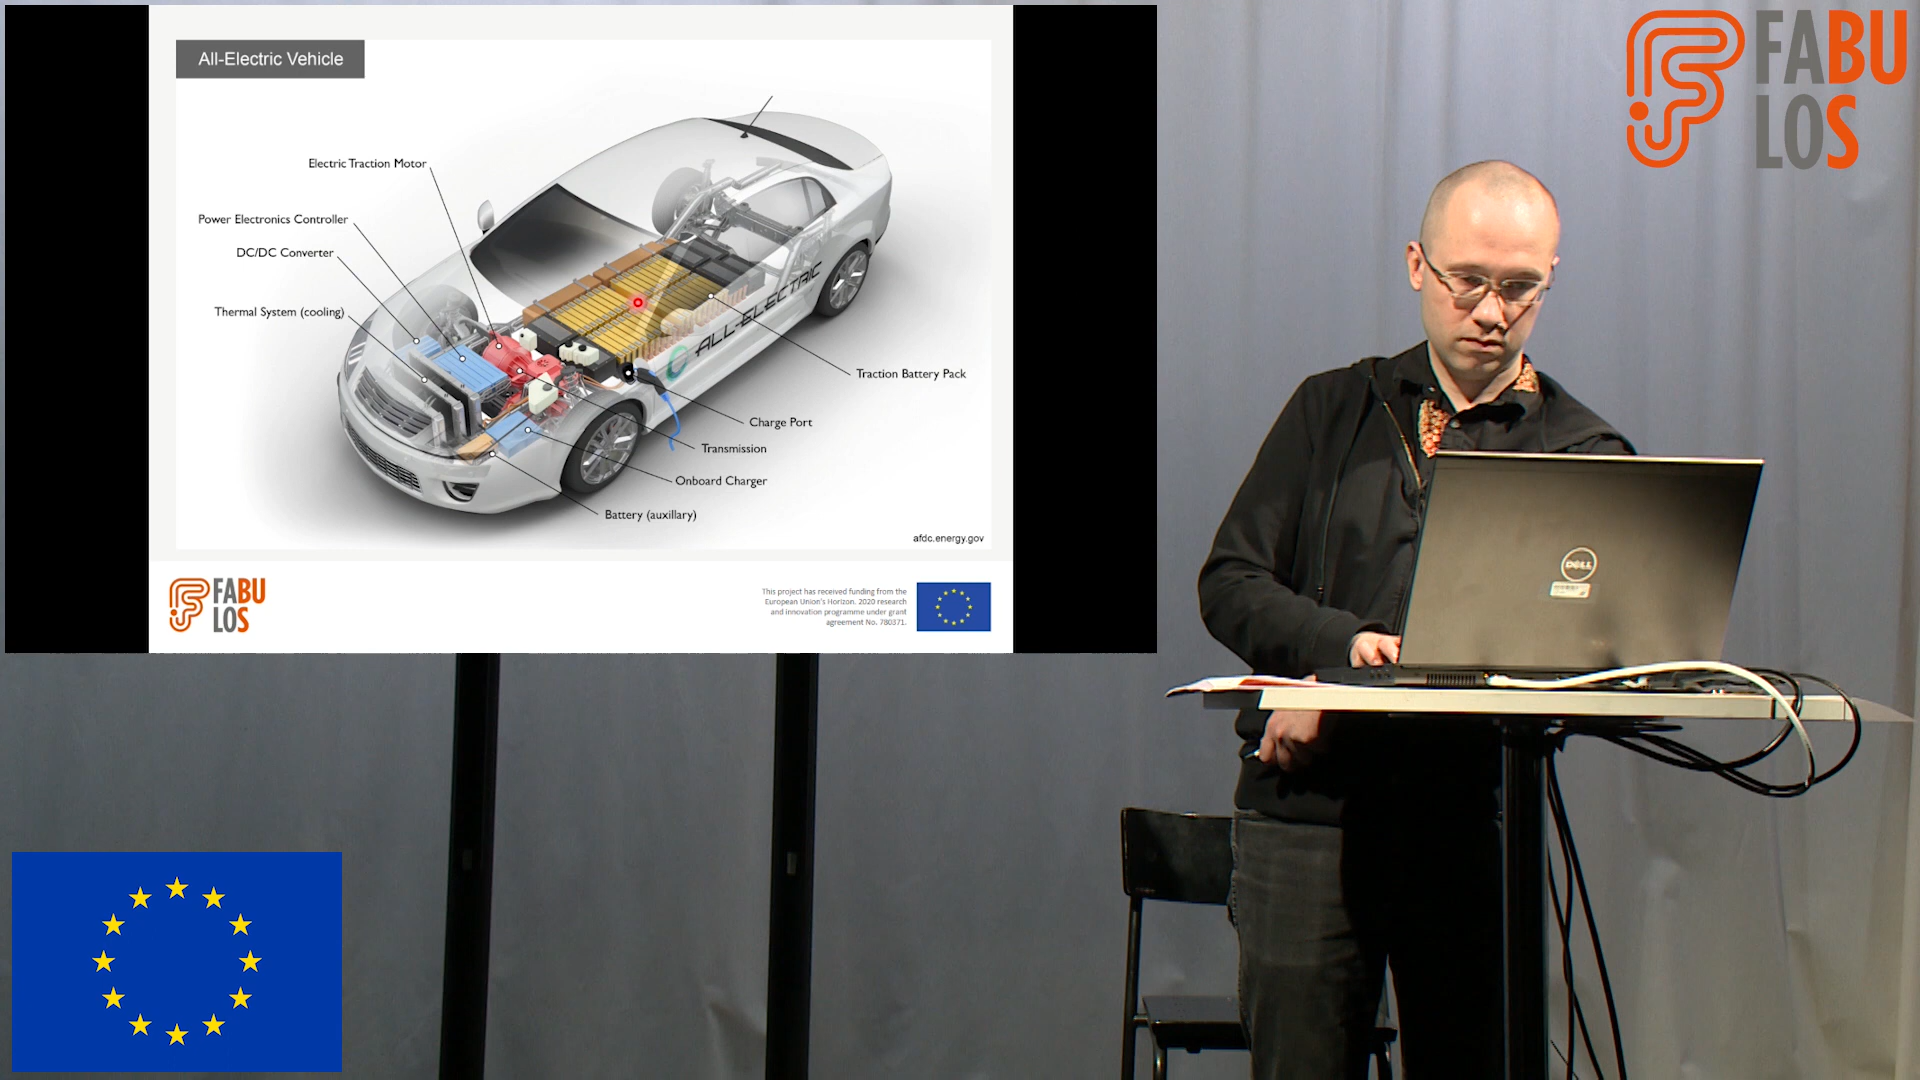 All-Electric Vehicle
Electric Traction Motor
Power Electronics Controller
DC/DC Converter
Thermal System (cooling)
ALL-ELECTRIC
Traction Battery Pack
Charge Port
Transmission
Onboard Charger
Battery (auxillary)
afdc.energy.gov
FABU
LOS
This project has received funding from the
European Union's Horizon. 2020 research
and innovation programme under grant
agreement No. 780371.
FABU
LOS
DELL